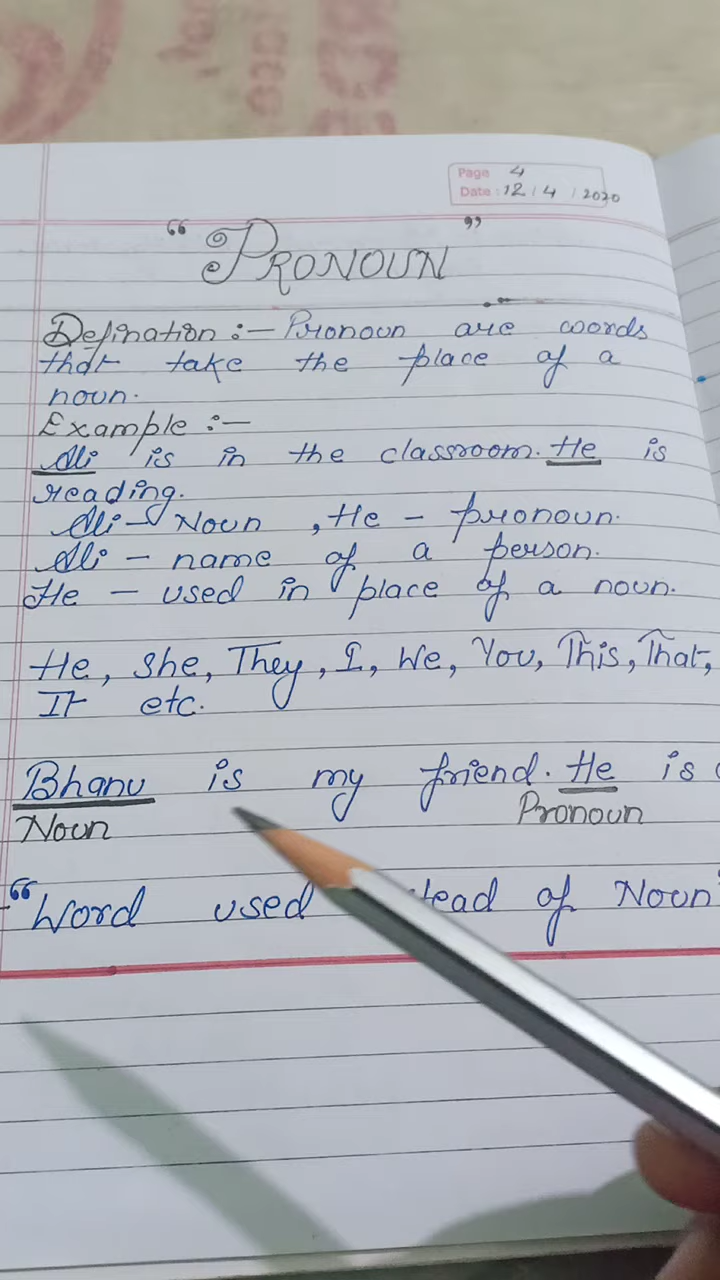 Page 4
Date: 12/4/2020
"PRONOUN"
Defination :— Pronoun are words
that take the place of a
noun.
Example :—
Ali is in the classroom. He is
reading.
Ali — Noun , He — pronoun.
Ali — name of a person.
He — used in place of a noun.
He, She, They, I, We, You, This, That,
It etc.
Bhanu is my friend. He is
Noun Pronoun
"Word used tead of Noun"